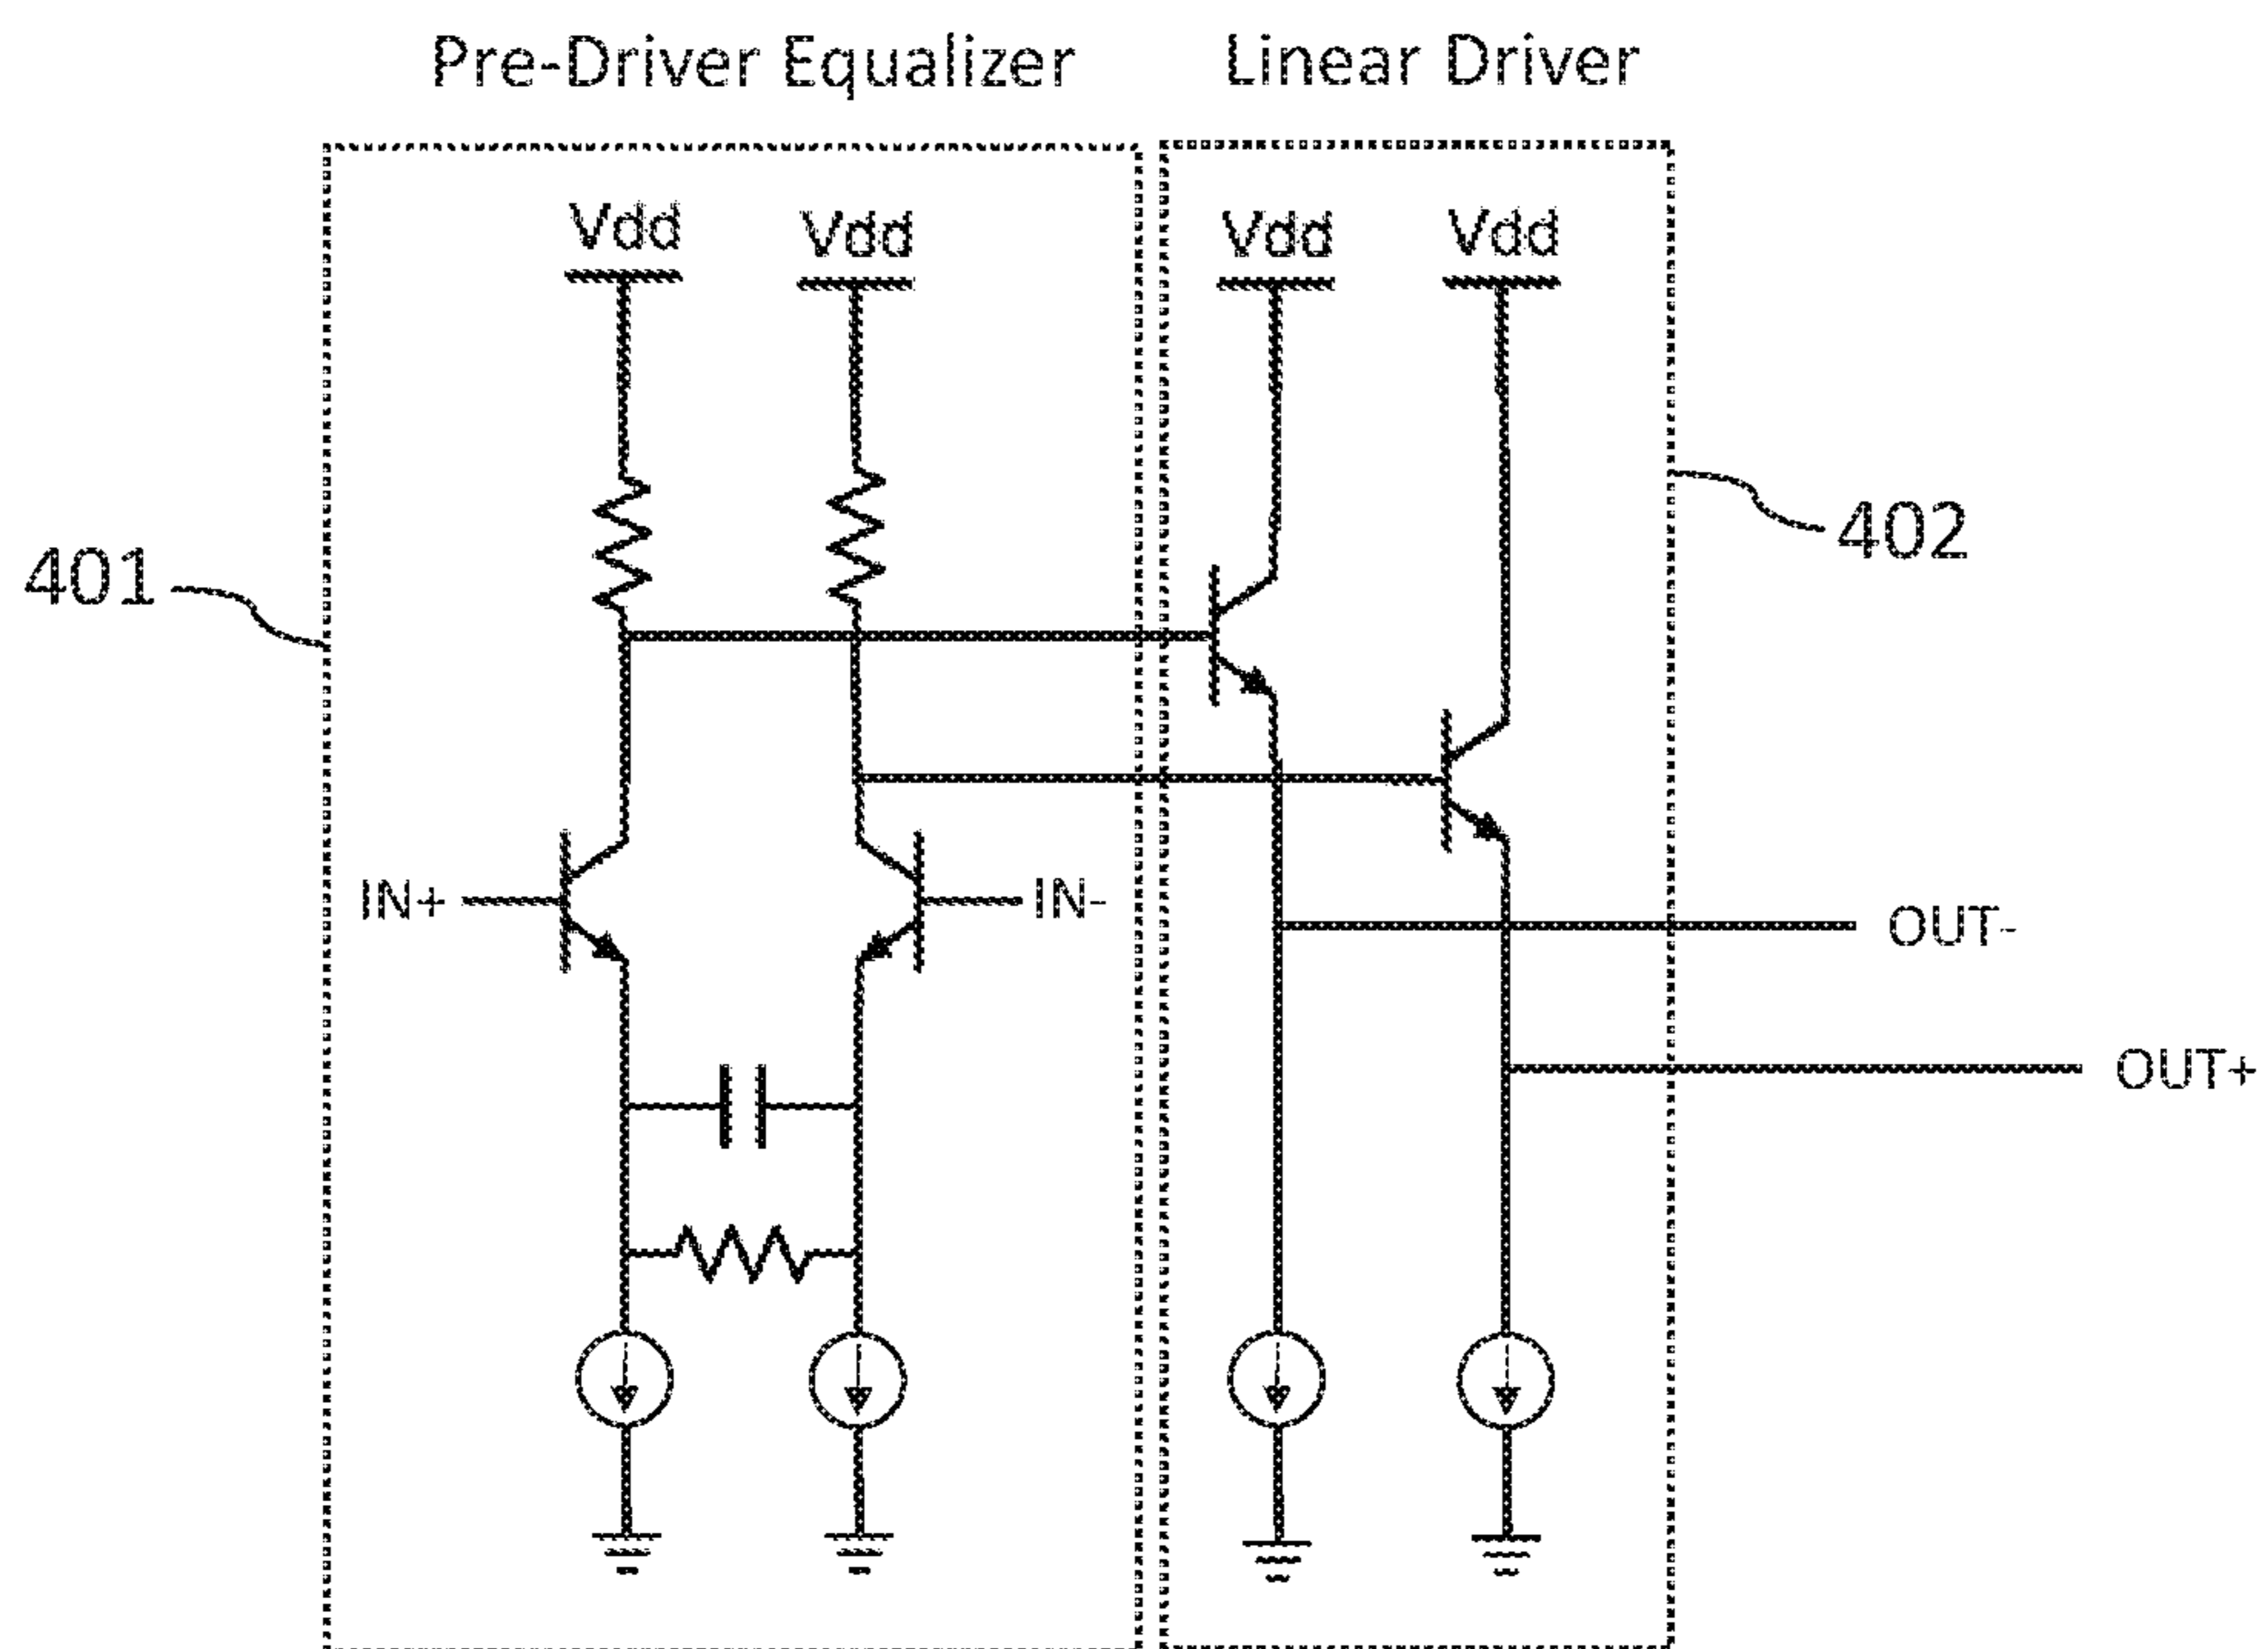 Pre-Driver Equalizer
Linear Driver
Vdd
Vdd
Vdd
Vdd
401
402
IN+
IN-
OUT-
OUT+